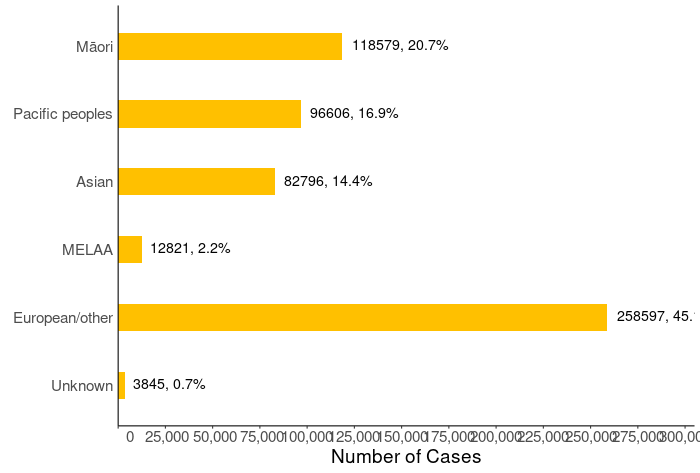 Māori 118579, 20.7%
Pacific peoples 96606, 16.9%
Asian 82796, 14.4%
MELAA 12821, 2.2%
European/other 258597, 45.
Unknown 3845, 0.7%
0 25,000 50,000 75,000 100,000 125,000 150,000 175,000 200,000 225,000 250,000 275,000
Number of Cases